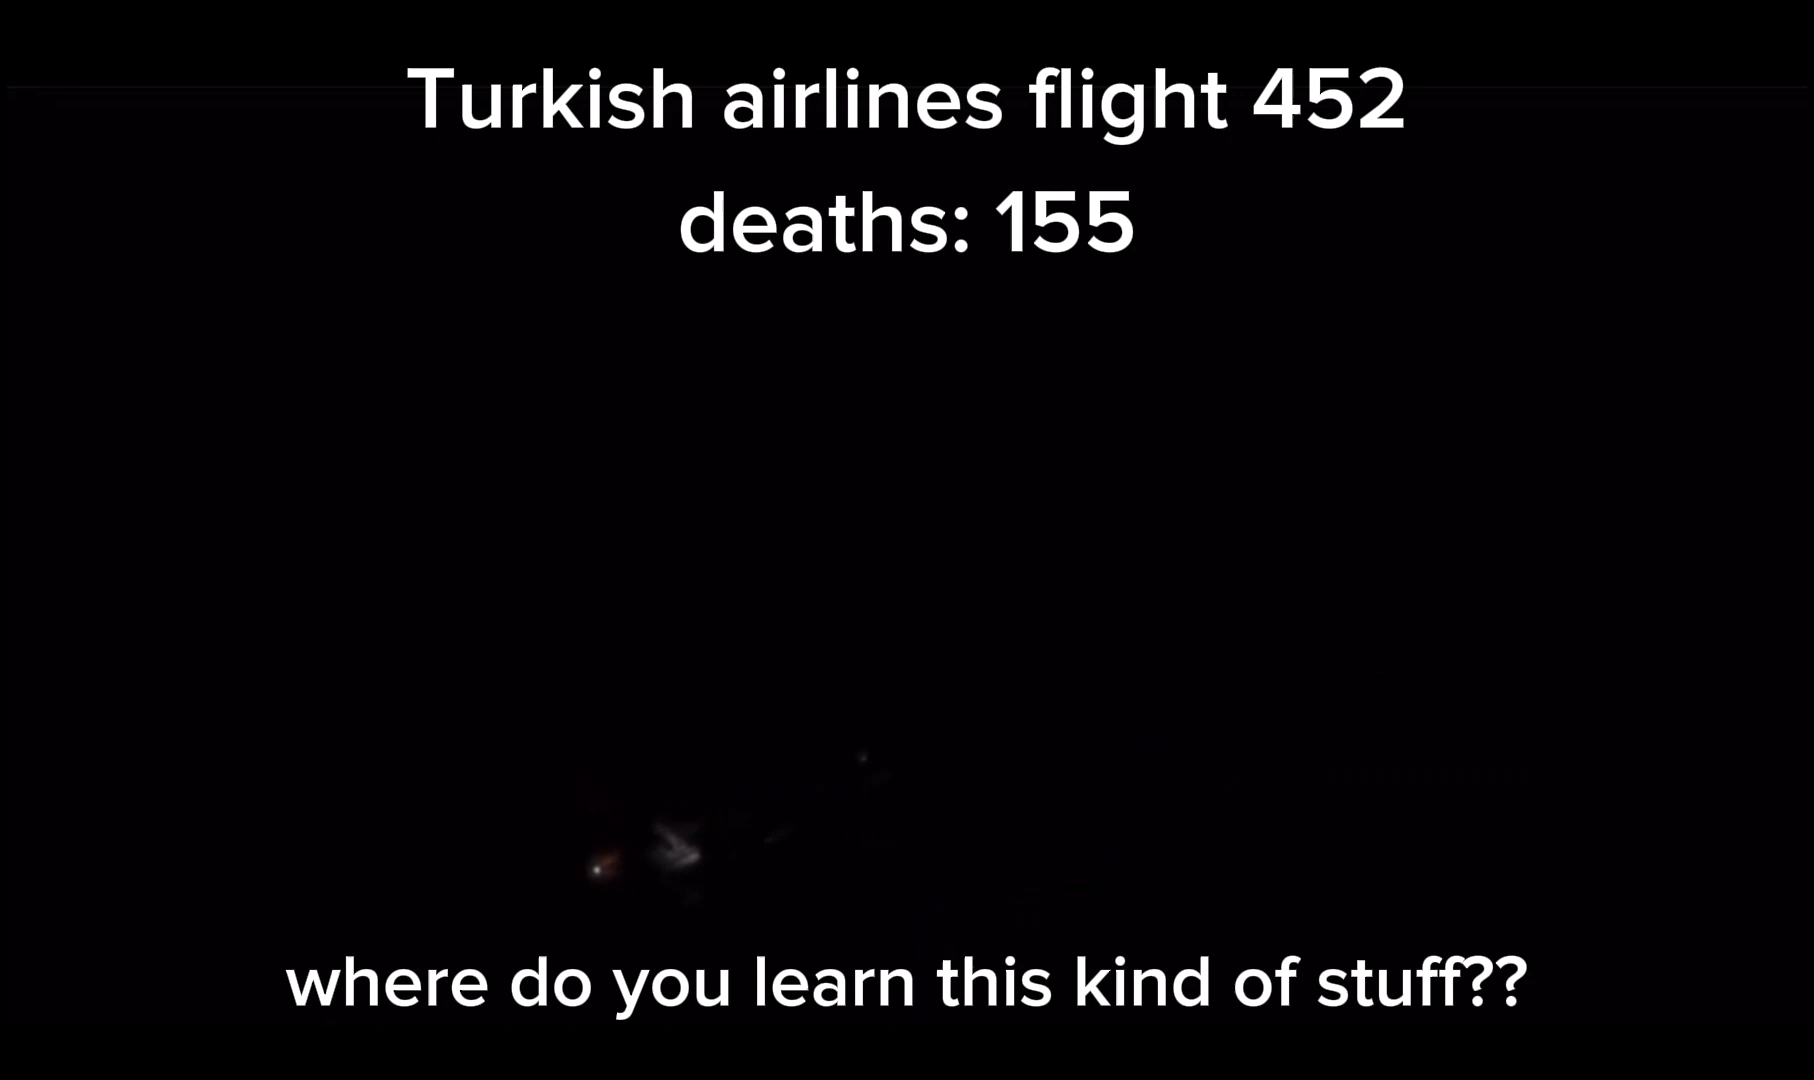 Turkish airlines flight 452
deaths: 155
where do you learn this kind of stuff??